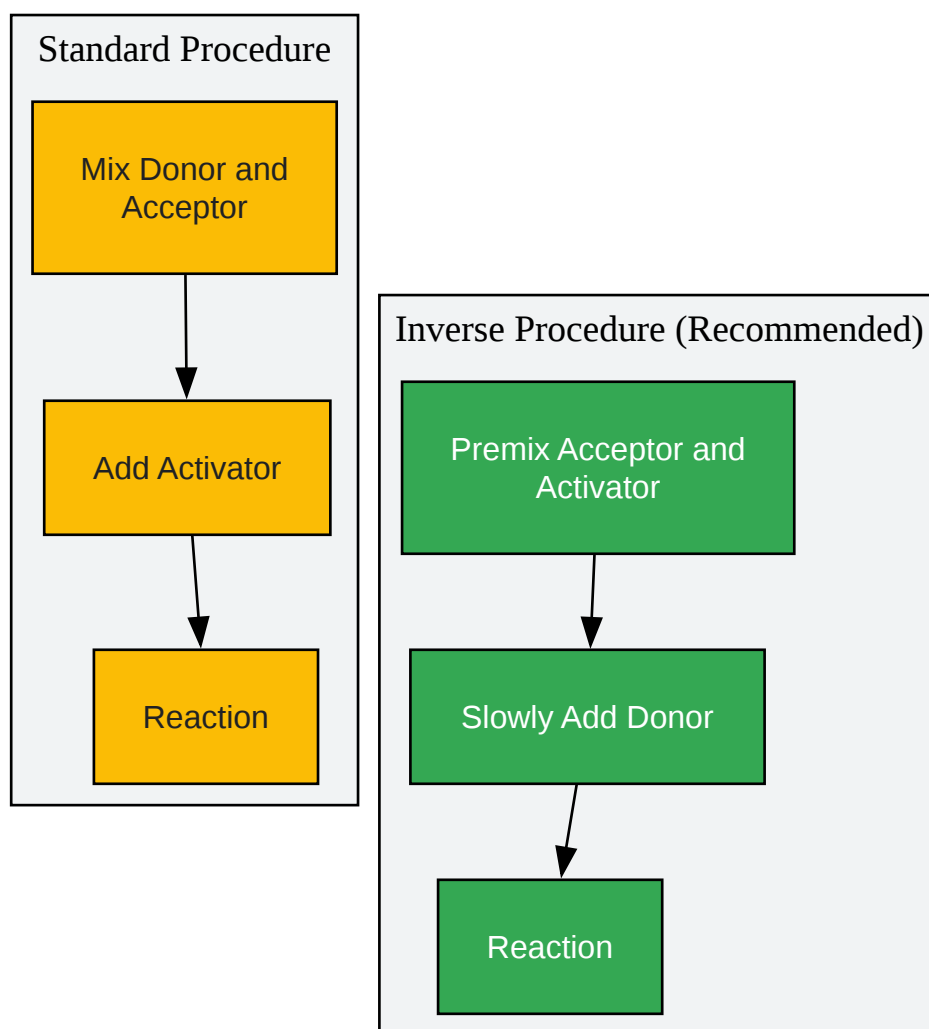 Standard Procedure
Mix Donor and
Acceptor
Add Activator
Reaction
Inverse Procedure (Recommended)
Premix Acceptor and
Activator
Slowly Add Donor
Reaction